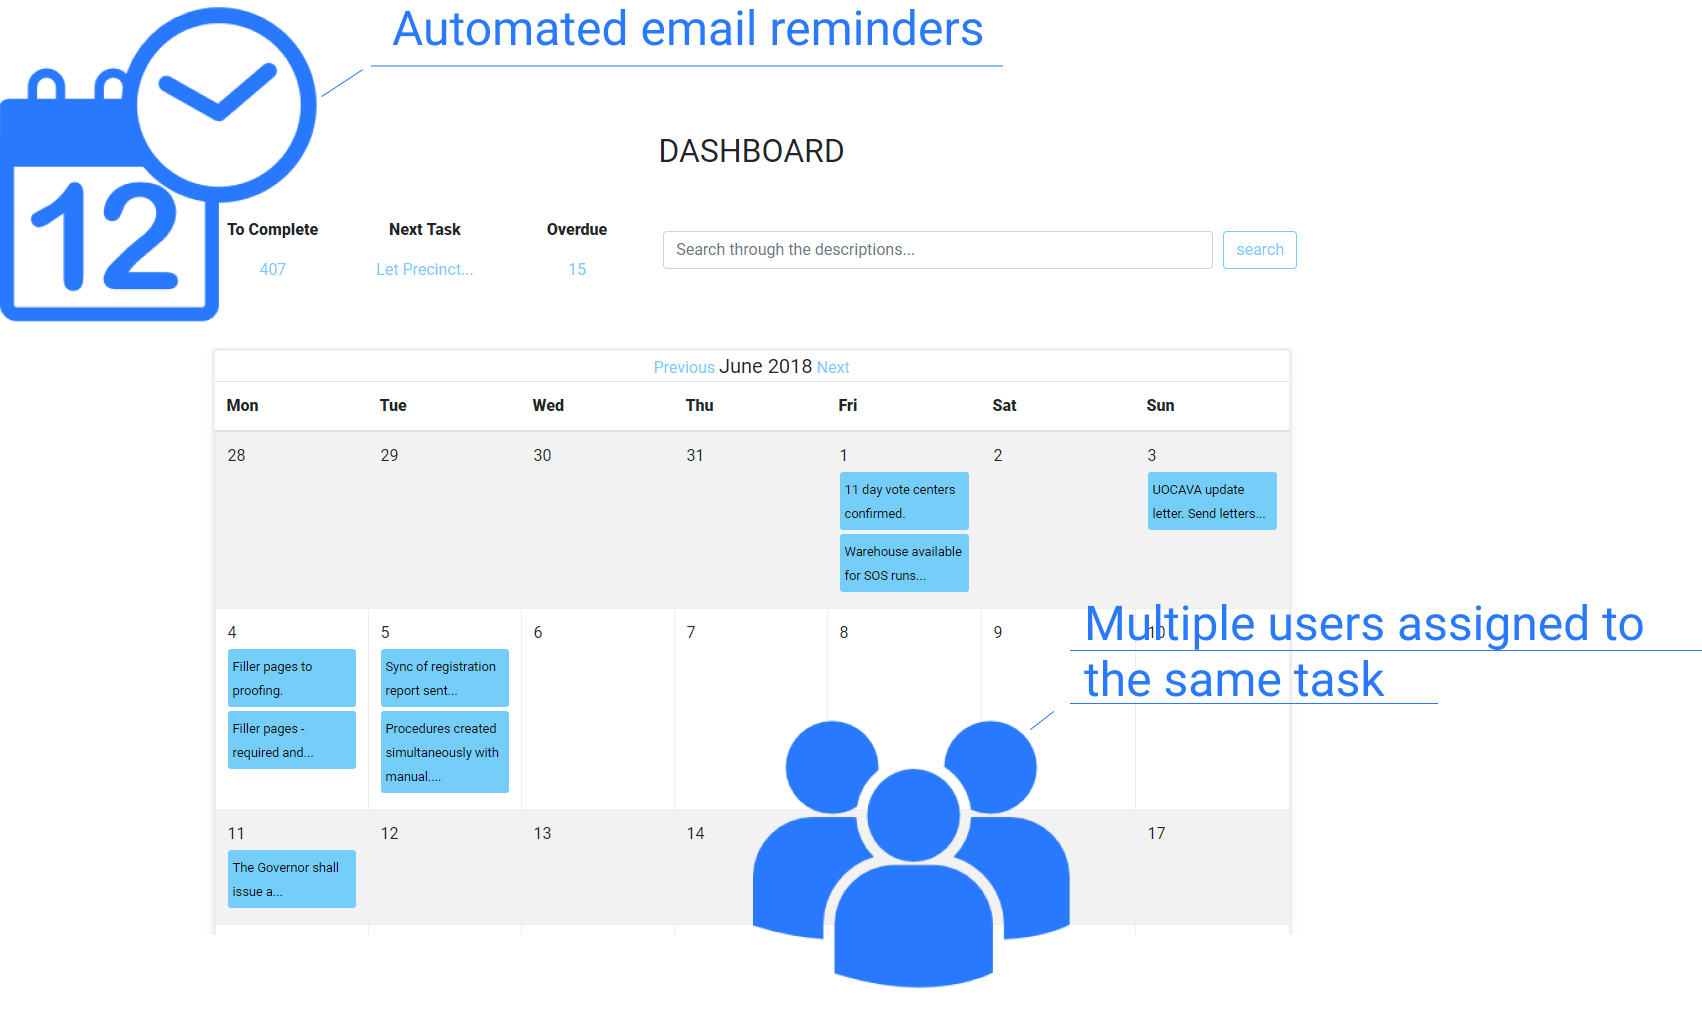 Automated email reminders
DASHBOARD
12
To Complete
Next Task
Overdue
407
Let Precinct...
15
Search through the descriptions...
search
Previous June 2018 Next
Mon Tue Wed Thu Fri Sat Sun
28 29 30 31 1 2 3
11 day vote centers
confirmed.
Warehouse available
for SOS runs...
UOCAVA update
letter. Send letters...
Multiple users assigned to
the same task
4 5 6 7 8 9 10
Filler pages to
proofing.
Filler pages -
required and...
Sync of registration
report sent...
Procedures created
simultaneously with
manual....
11 12 13 14 17
The Governor shall
issue a...